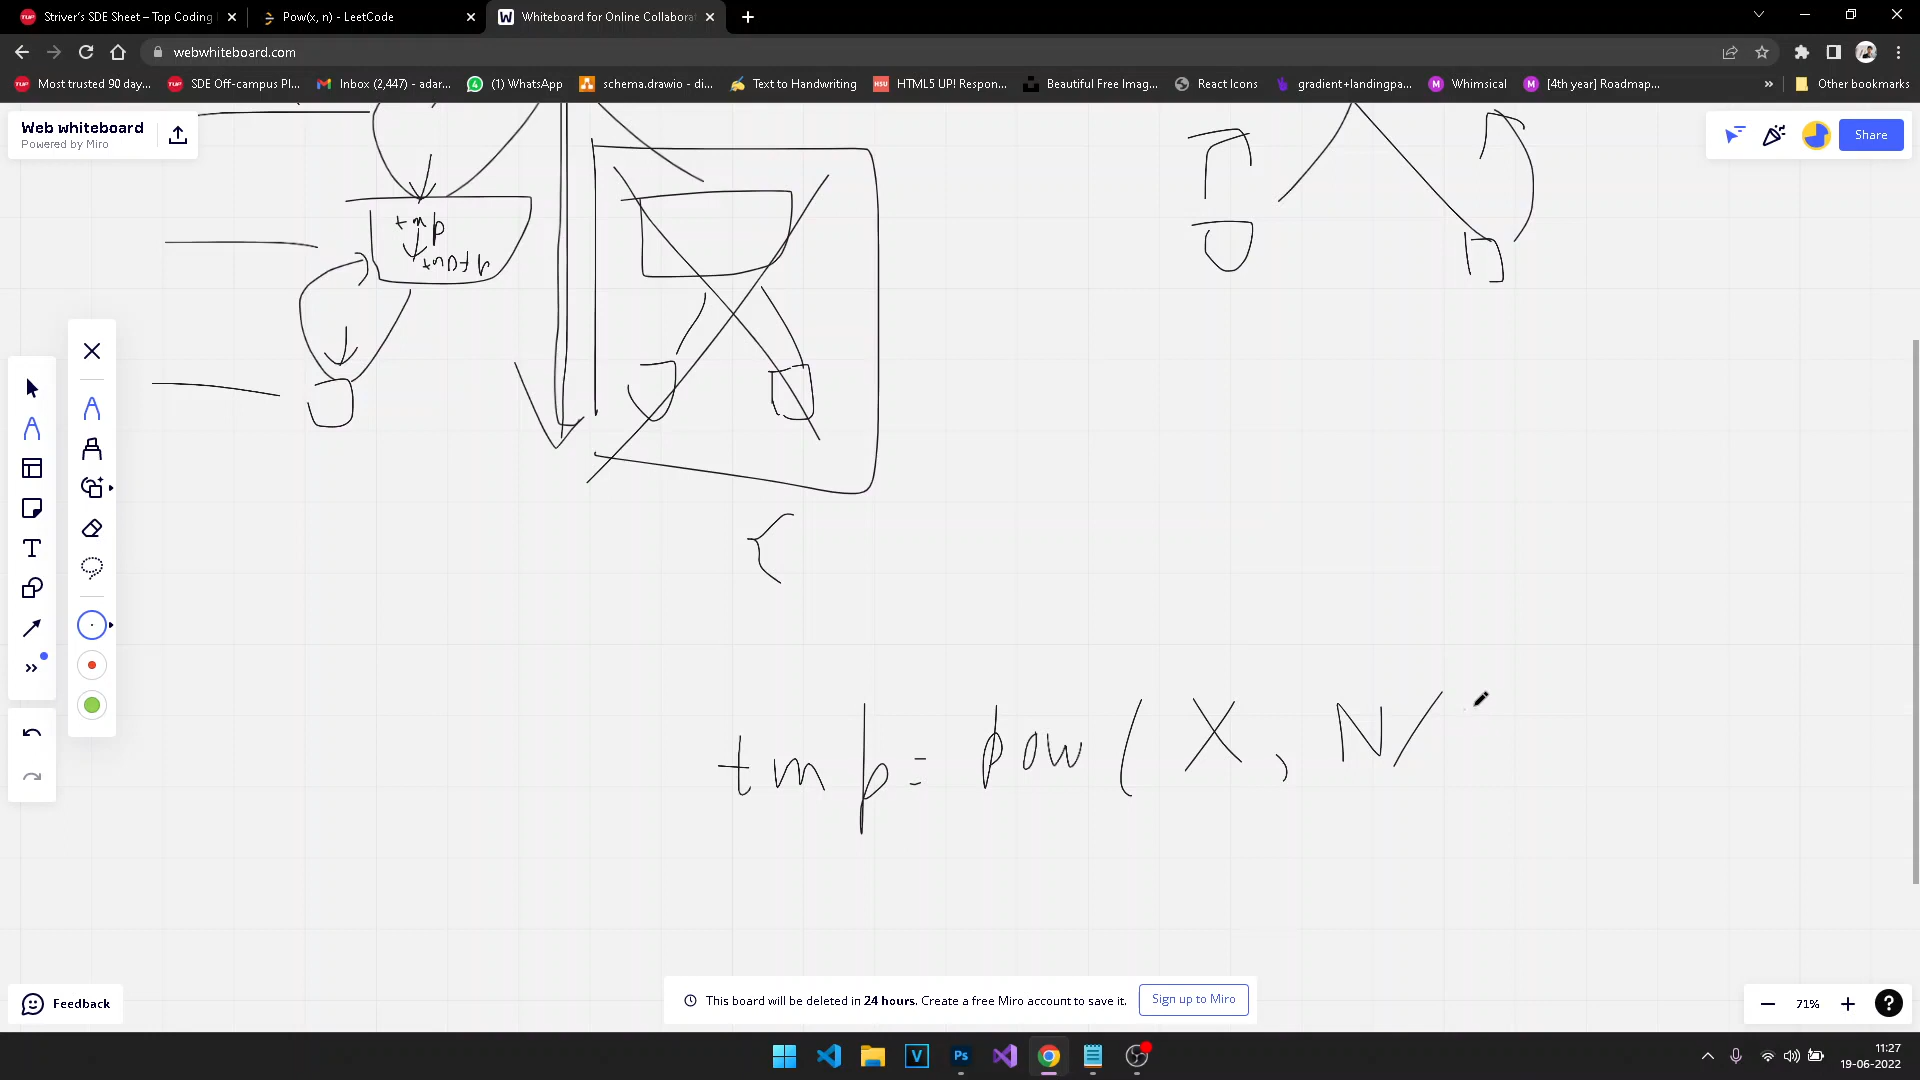 Striver's SDE Sheet – Top Coding
Pow(x, n) - LeetCode
Whiteboard for Online Collabora
webwhiteboard.com
Most trusted 90 day...
SDE Off-campus Pl...
Inbox (2,447) - adar...
(1) WhatsApp
schema.drawio - di...
Text to Handwriting
HTML5 UP! Respon...
Beautiful Free Imag...
React Icons
gradient+landingpa...
Whimsical
[4th year] Roadmap...
Other bookmarks
Web whiteboard
Powered by Miro
Share
tmp
tmp = pow ( X , N /
This board will be deleted in 24 hours. Create a free Miro account to save it.
Sign up to Miro
Feedback
71%
11:27
19-06-2022